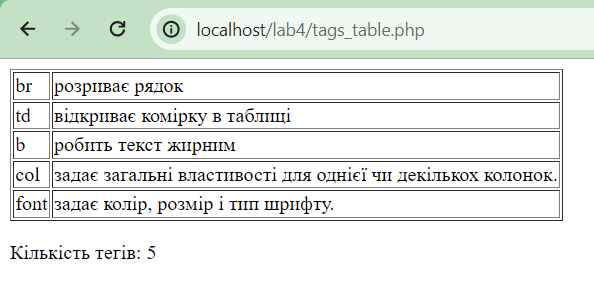 localhost/lab4/tags_table.php
br розриває рядок
td відкриває комірку в таблиці
b робить текст жирним
col задає загальні властивості для однієї чи декількох колонок.
font задає колір, розмір і тип шрифту.
Кількість тегів: 5